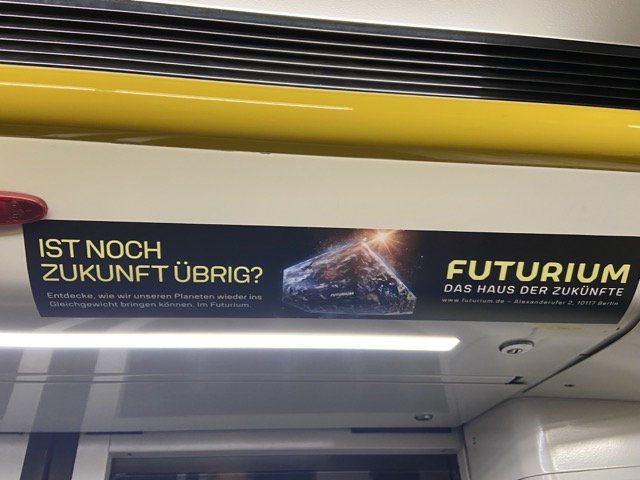 IST NOCH
ZUKUNFT ÜBRIG?
Entdecke, wie wir unseren Planeten wieder ins
Gleichgewicht bringen können. Im Futurium.
FUTURIUM
FUTURIUM
DAS HAUS DER ZUKÜNFTE
www.futurium.de - Alexanderufer 2, 10117 Berlin